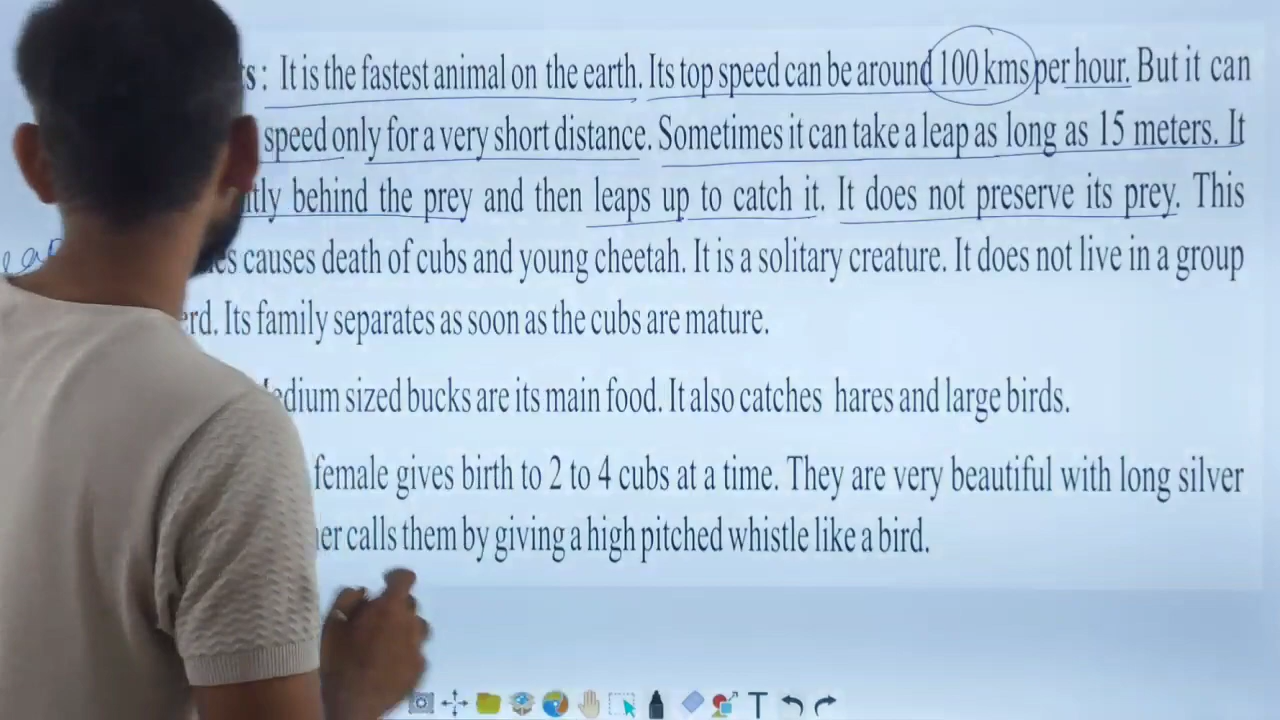 : It is the fastest animal on the earth. Its top speed can be around 100 kms per hour. But it can
speed only for a very short distance. Sometimes it can take a leap as long as 15 meters. It
behind the prey and then leaps up to catch it. It does not preserve its prey. This
causes death of cubs and young cheetah. It is a solitary creature. It does not live in a group
Its family separates as soon as the cubs are mature.
sized bucks are its main food. It also catches hares and large birds.
female gives birth to 2 to 4 cubs at a time. They are very beautiful with long silver
calls them by giving a high pitched whistle like a bird.
T